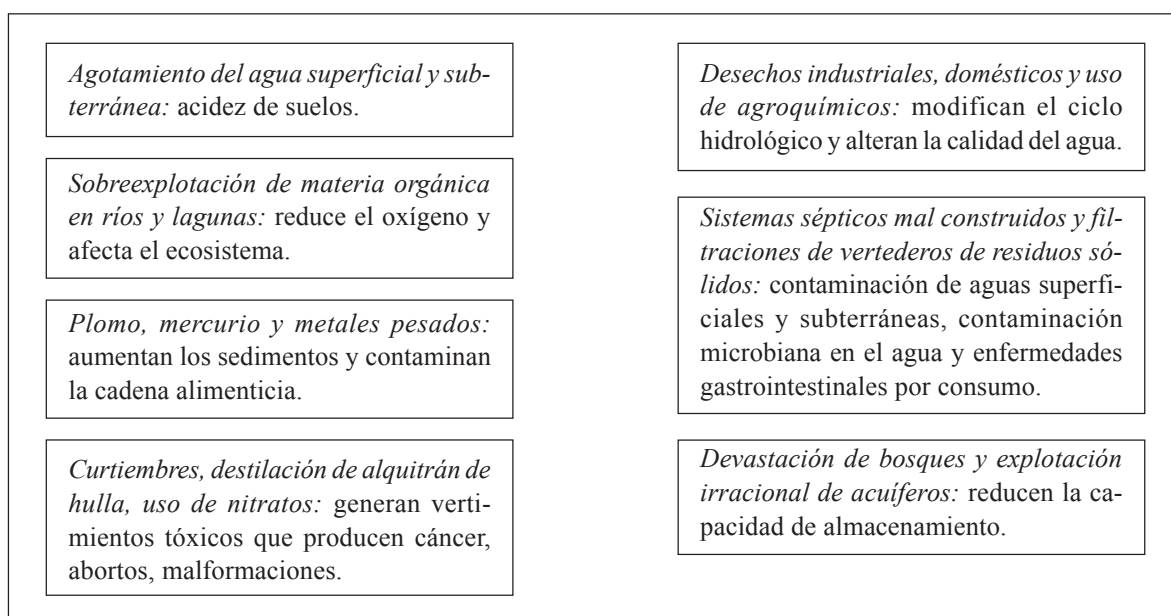 Agotamiento del agua superficial y sub-
terránea: acidez de suelos.
Sobreexplotación de materia orgánica
en ríos y lagunas: reduce el oxígeno y
afecta el ecosistema.
Plomo, mercurio y metales pesados:
aumentan los sedimentos y contaminan
la cadena alimenticia.
Curtiembres, destilación de alquitrán de
hulla, uso de nitratos: generan verti-
mientos tóxicos que producen cáncer,
abortos, malformaciones.
Desechos industriales, domésticos y uso
de agroquímicos: modifican el ciclo
hidrológico y alteran la calidad del agua.
Sistemas sépticos mal construidos y fil-
traciones de vertederos de residuos só-
lidos: contaminación de aguas superfi-
ciales y subterráneas, contaminación
microbiana en el agua y enfermedades
gastrointestinales por consumo.
Devastación de bosques y explotación
irracional de acuíferos: reducen la ca-
pacidad de almacenamiento.